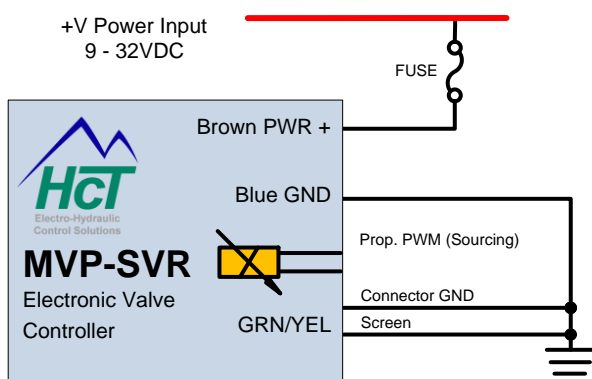 +V Power Input
9 - 32VDC
FUSE
Brown PWR +
HCT
Electro-Hydraulic
Control Solutions
Blue GND
Prop. PWM (Sourcing)
MVP-SVR
Electronic Valve
Controller
Connector GND
GRN/YEL
Screen